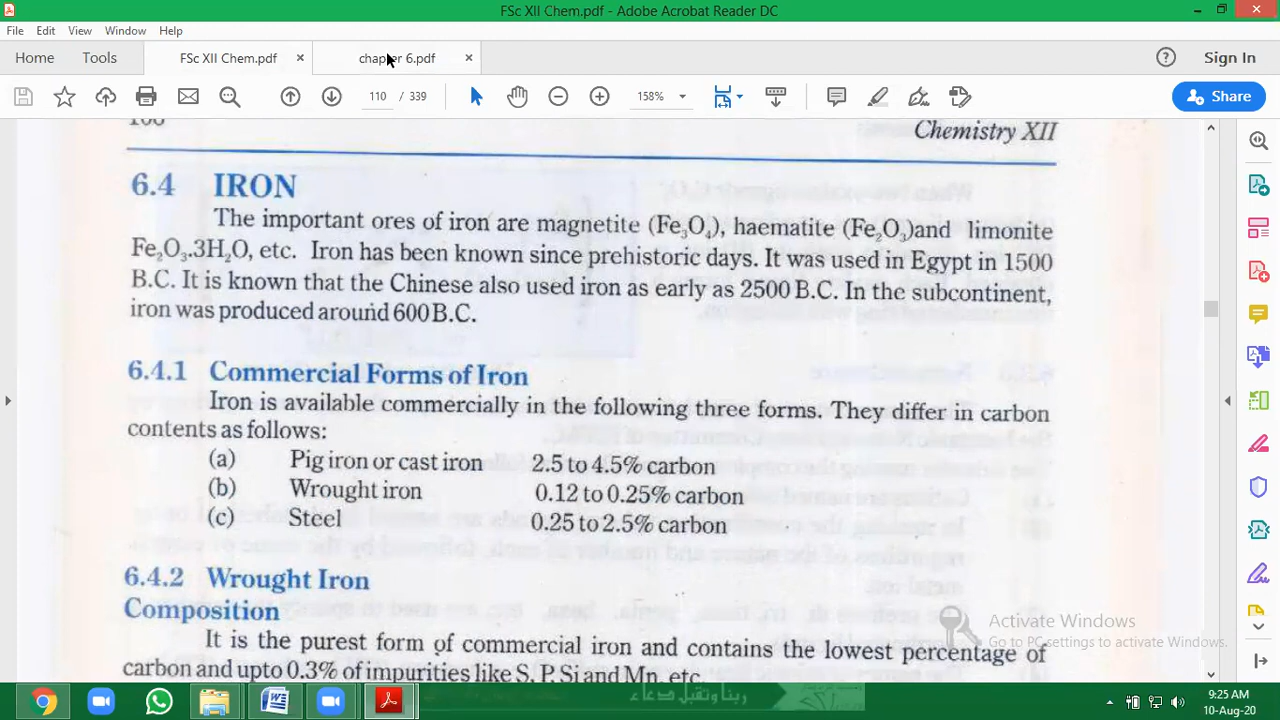 FSc XII Chem.pdf - Adobe Acrobat Reader DC
File Edit View Window Help
Home Tools FSc XII Chem.pdf × chapter 6.pdf × ? Sign In
110 / 339 158% Share
Chemistry XII
6.4 IRON
The important ores of iron are magnetite (Fe₃O₄), haematite (Fe₂O₃)and limonite
Fe₂O₃.3H₂O, etc. Iron has been known since prehistoric days. It was used in Egypt in 1500
B.C. It is known that the Chinese also used iron as early as 2500 B.C. In the subcontinent,
iron was produced around 600 B.C.
6.4.1 Commercial Forms of Iron
Iron is available commercially in the following three forms. They differ in carbon
contents as follows:
(a) Pig iron or cast iron 2.5 to 4.5% carbon
(b) Wrought iron 0.12 to 0.25% carbon
(c) Steel 0.25 to 2.5% carbon
6.4.2 Wrought Iron
Composition
It is the purest form of commercial iron and contains the lowest percentage of
carbon and upto 0.3% of impurities like S, P, Si and Mn, etc.
Activate Windows
Go to PC settings to activate Windows.
ربنا وتقبل دعاء
9:25 AM
10-Aug-20